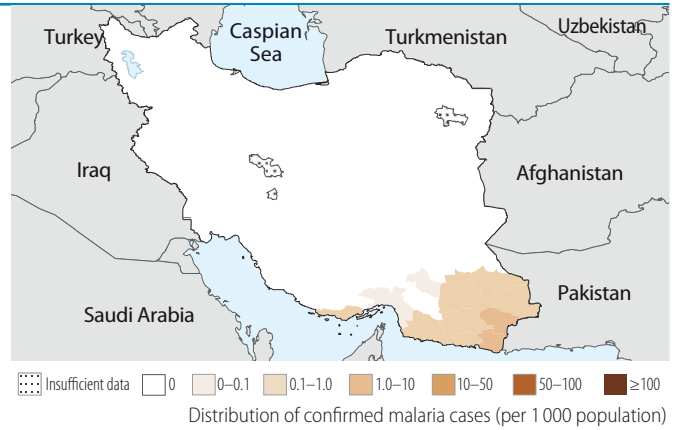 Turkey
Caspian
Sea
Turkmenistan
Uzbekistan
Iraq
Afghanistan
Saudi Arabia
Pakistan
Insufficient data 0 0–0.1 0.1–1.0 1.0–10 10–50 50–100 ≥100
Distribution of confirmed malaria cases (per 1 000 population)